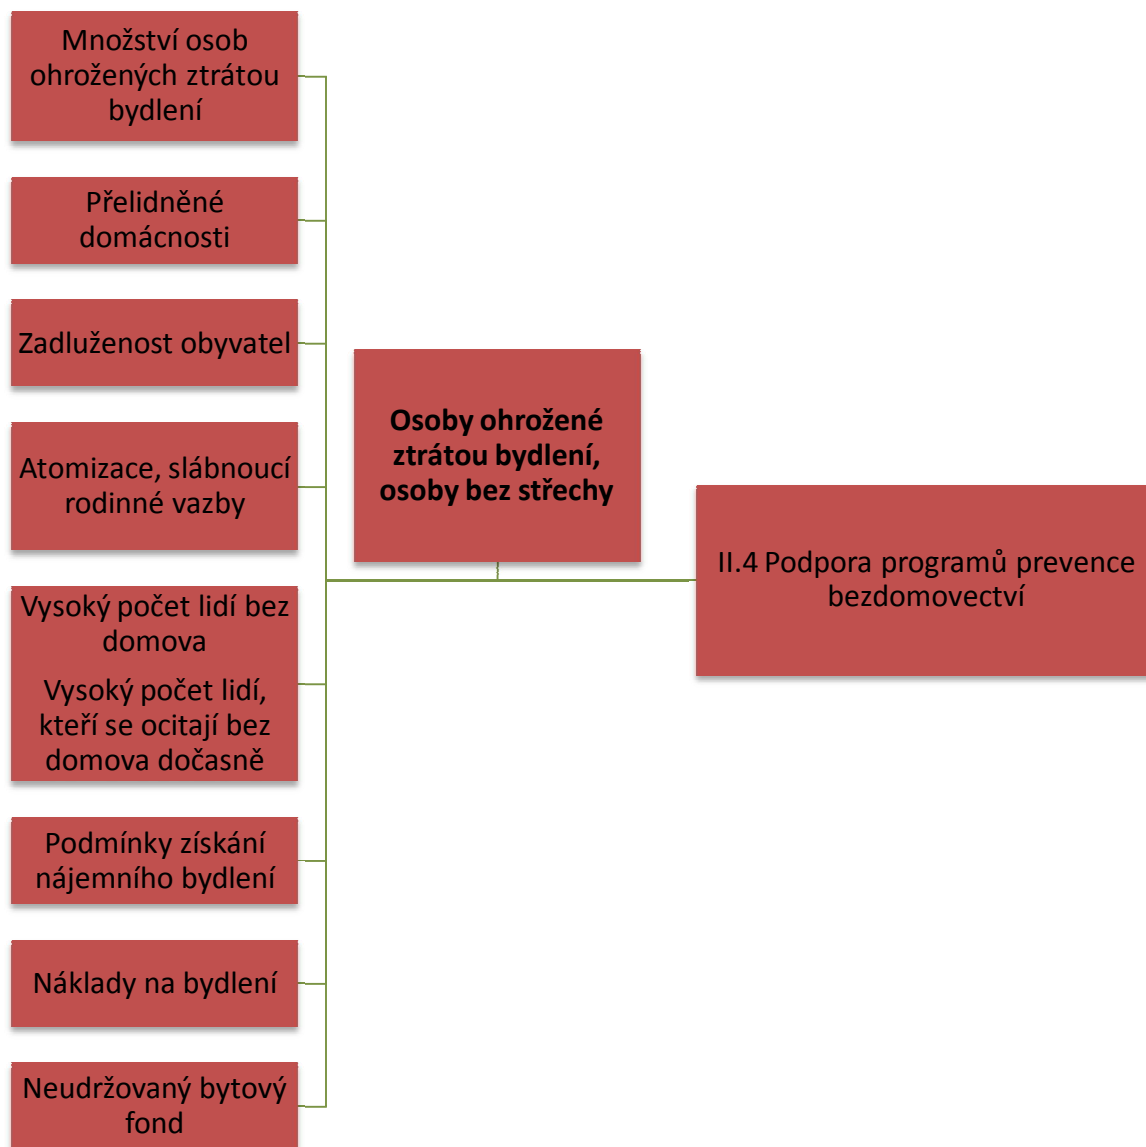 Množství osob
ohrožených ztrátou
bydlení
Přelidněné
domácnosti
Zadluženost obyvatel
Atomizace, slábnoucí
rodinné vazby
Vysoký počet lidí bez
domova
Vysoký počet lidí,
kteří se ocitají bez
domova dočasně
Podmínky získání
nájemního bydlení
Náklady na bydlení
Neudržovaný bytový
fond
Osoby ohrožené
ztrátou bydlení,
osoby bez střechy
II.4 Podpora programů prevence
bezdomovectví